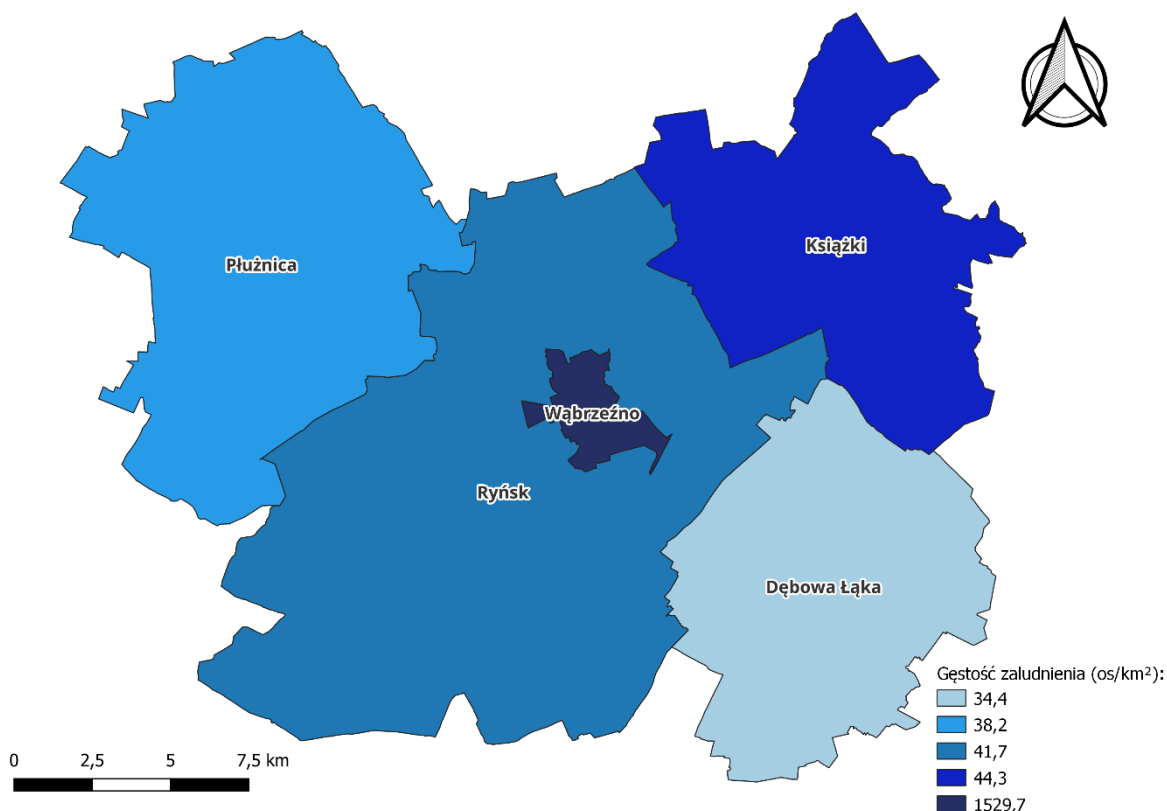 Książki
Płużnica
Wąbrzeźno
Ryńsk
Dębowa Łąka
Gęstość zaludnienia (os/km²):
34,4
38,2
41,7
44,3
1529,7
0 2,5 5 7,5 km